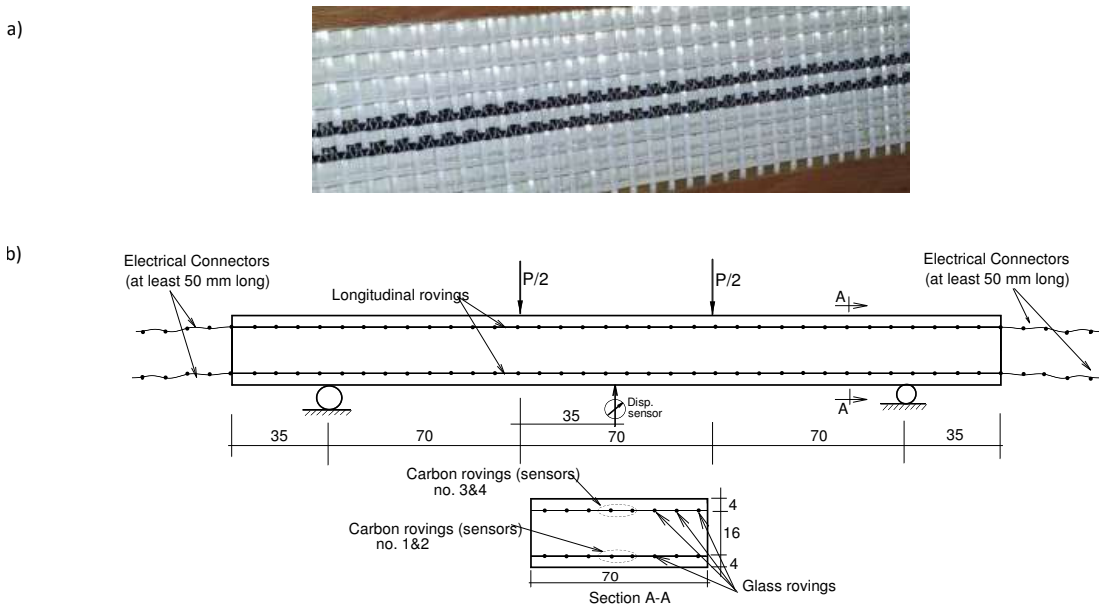 a)
b)
Electrical Connectors
(at least 50 mm long)
P/2
P/2
A
Electrical Connectors
(at least 50 mm long)
Longitudinal rovings
Disp.
sensor
A
35
35
70
70
70
35
Carbon rovings (sensors)
no. 3&4
4
Carbon rovings (sensors)
no. 1&2
16
4
70
Glass rovings
Section A-A